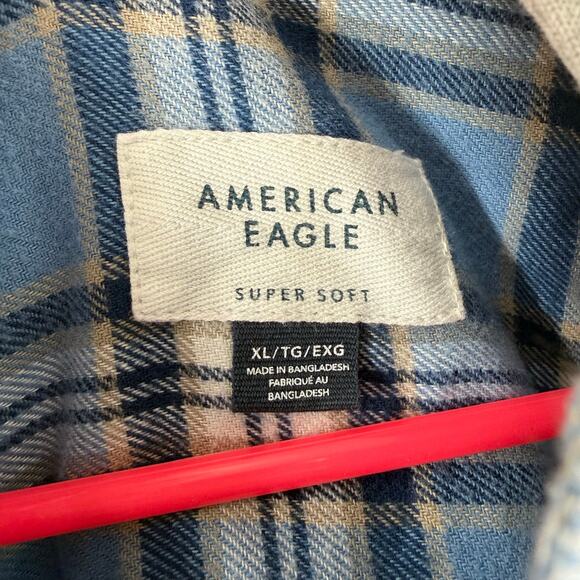 AMERICAN
EAGLE
SUPER SOFT
XL/TG/EXG
MADE IN BANGLADESH
FABRIQUÉ AU
BANGLADESH